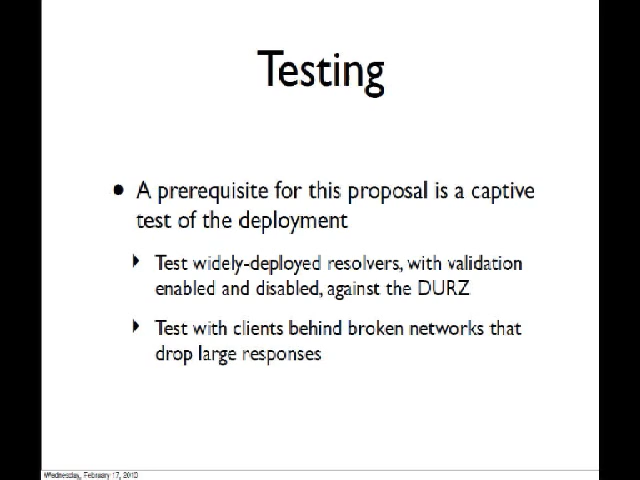 Testing
• A prerequisite for this proposal is a captive
test of the deployment
‣ Test widely-deployed resolvers, with validation
enabled and disabled, against the DURZ
‣ Test with clients behind broken networks that
drop large responses
Wednesday, February 17, 2010